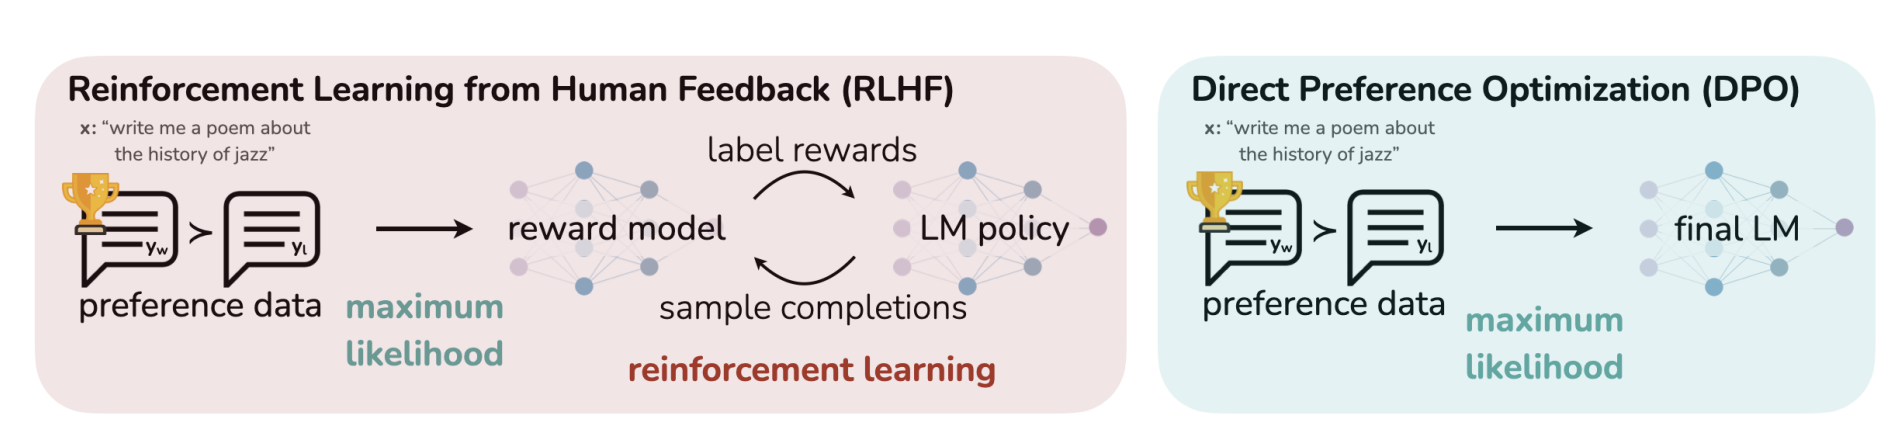 Reinforcement Learning from Human Feedback (RLHF)
x: “write me a poem about
the history of jazz”
label rewards
yw
≻
yl
reward model
LM policy
preference data
maximum
likelihood
sample completions
reinforcement learning
Direct Preference Optimization (DPO)
x: “write me a poem about
the history of jazz”
yw
≻
yl
final LM
preference data
maximum
likelihood